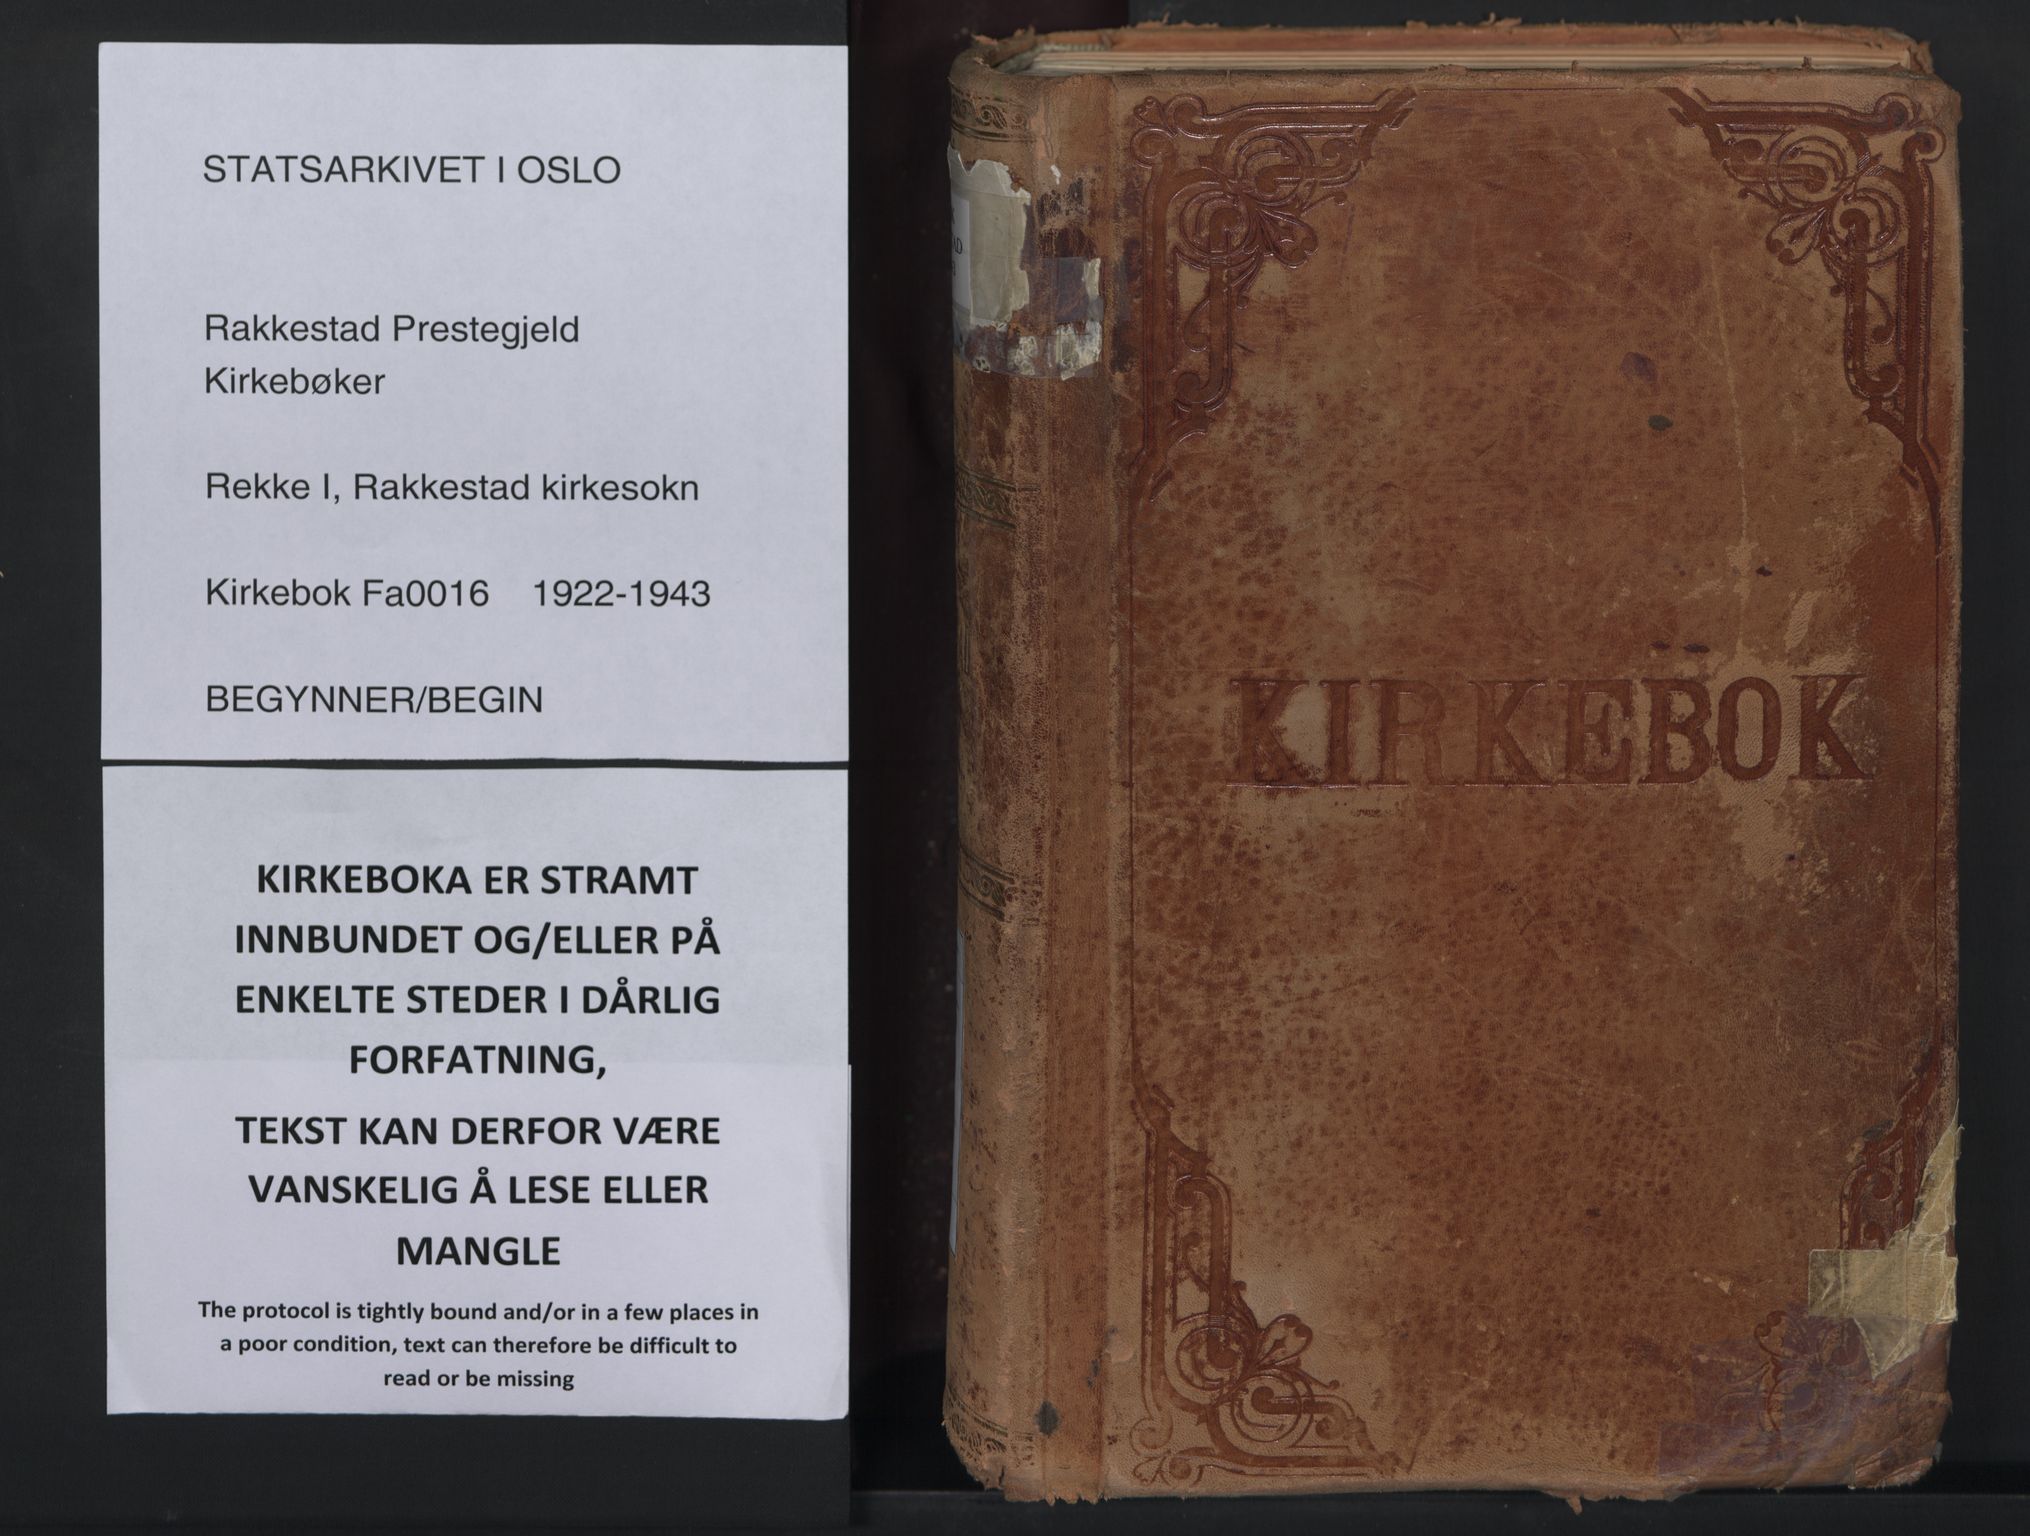 STATSARKIVET I OSLO
Rakkestad Prestegjeld
Kirkebøker
Rekke I, Rakkestad kirkesokn
Kirkebok Fa0016 1922-1943
BEGYNNER/BEGIN
KIRKEBOKA ER STRAMT
INNBUNDET OG/ELLER PÅ
ENKELTE STEDER I DÅRLIG
FORFATNING,
TEKST KAN DERFOR VÆRE
VANSKELIG Å LESE ELLER
MANGLE
The protocol is tightly bound and/or in a few places in
a poor condition, text can therefore be difficult to
read or be missing
KIRKEBOK